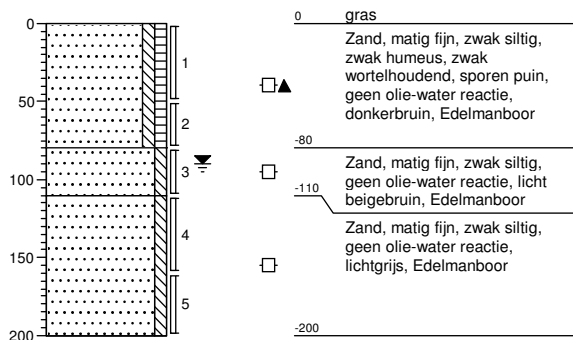 0
50
100
150
200
1
2
3
4
5
0 gras
Zand, matig fijn, zwak siltig,
zwak humeus, zwak
wortelhoudend, sporen puin,
geen olie-water reactie,
donkerbruin, Edelmanboor
-80
Zand, matig fijn, zwak siltig,
geen olie-water reactie, licht
beigebruin, Edelmanboor
-110
Zand, matig fijn, zwak siltig,
geen olie-water reactie,
lichtgrijs, Edelmanboor
-200